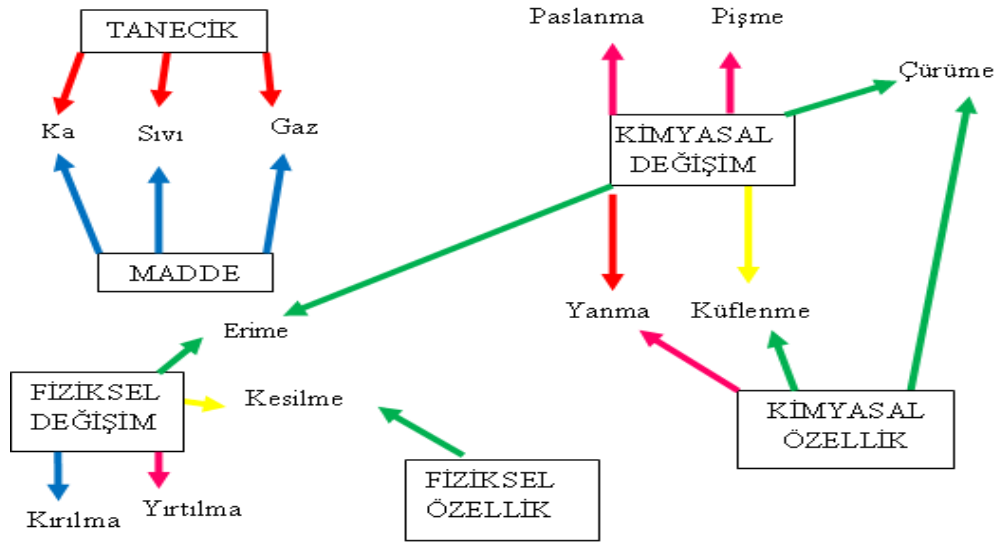 TANECİK
Paslanma
Pişme
Çürüme
Ka
Sıvı
Gaz
KİMYASAL
DEĞİŞİM
MADDE
Yanma
Küflenme
Erime
FİZİKSEL
DEĞİŞİM
Kesilme
KİMYASAL
ÖZELLİK
FİZİKSEL
ÖZELLİK
Kırılma
Yırtılma